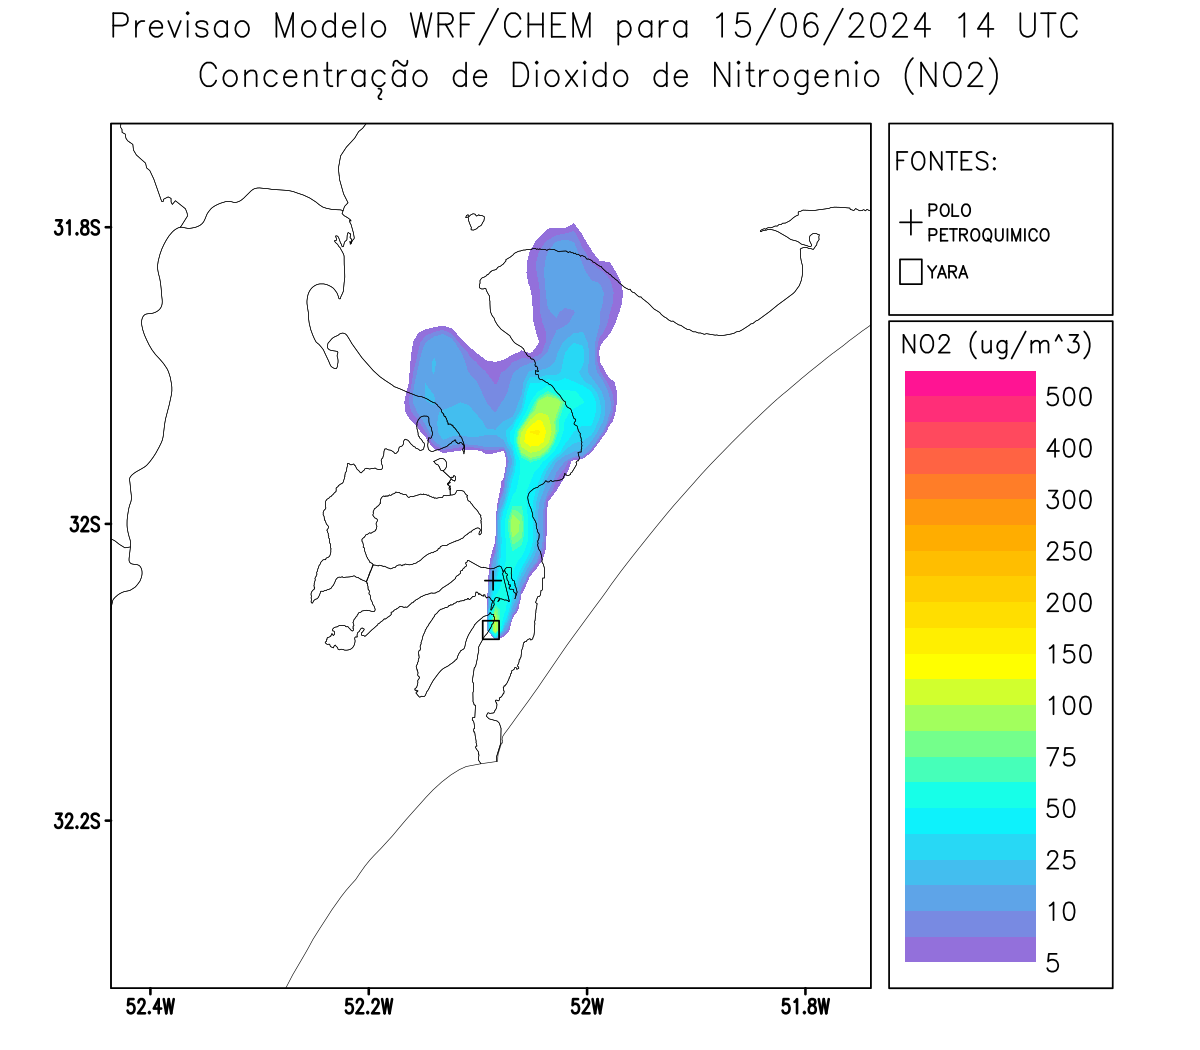 Previsao Modelo WRF/CHEM para 15/06/2024 14 UTC
Concentração de Dioxido de Nitrogenio (NO2)
FONTES:
POLO
PETROQUIMICO
YARA
31.8S
32S
32.2S
52.4W
52.2W
52W
51.8W
NO2 (ug/m^3)
500
400
300
250
200
150
100
75
50
25
10
5